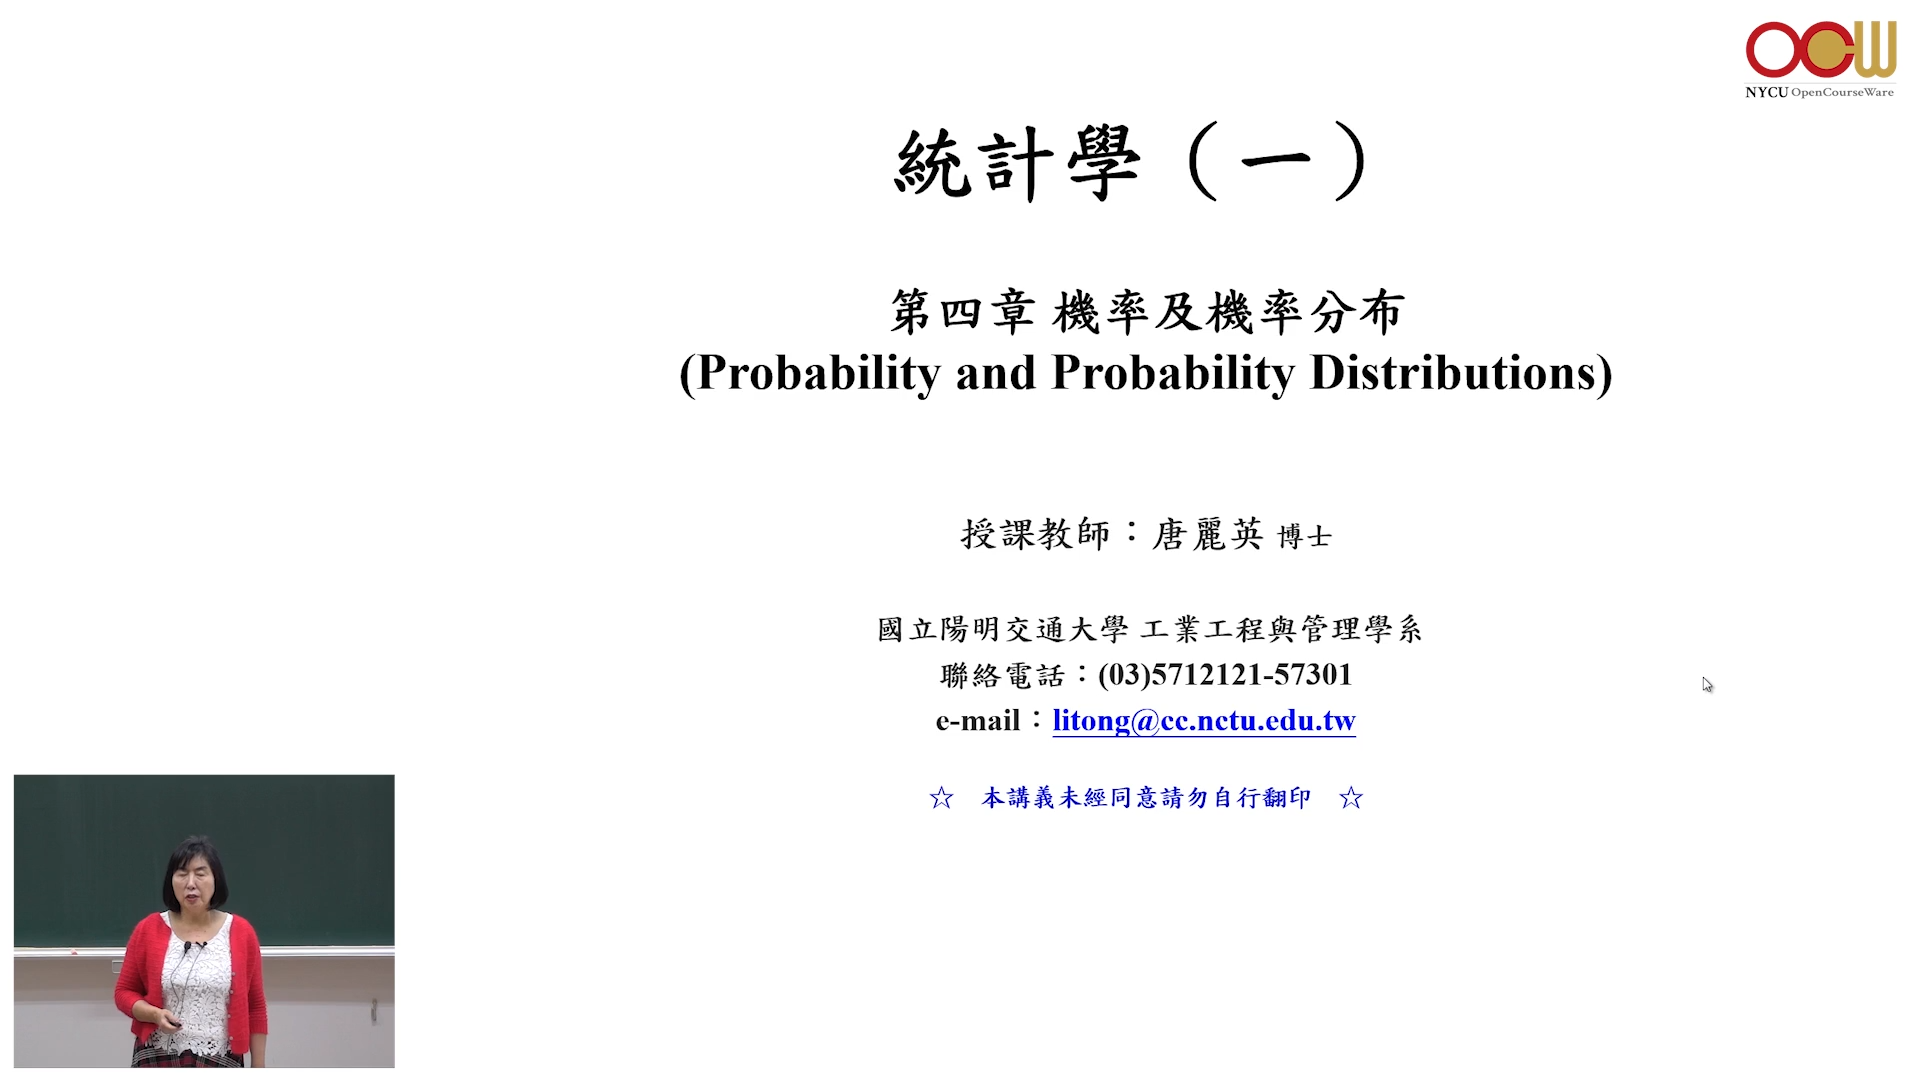 OCW
NYCU OpenCourseWare
統計學（一）
第四章 機率及機率分布
(Probability and Probability Distributions)
授課教師：唐麗英 博士
國立陽明交通大學 工業工程與管理學系
聯絡電話：(03)5712121-57301
e-mail：litong@cc.nctu.edu.tw
☆ 本講義未經同意請勿自行翻印 ☆